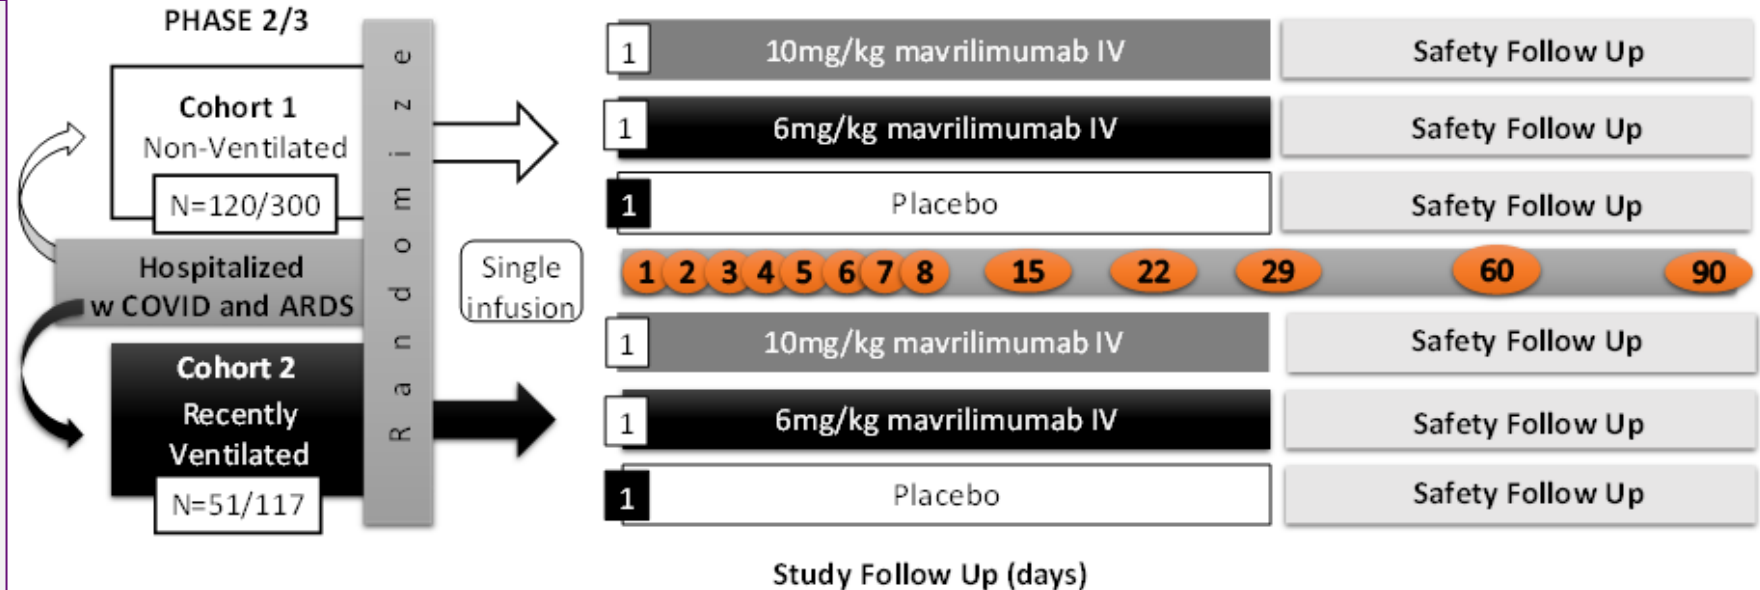 PHASE 2/3
Cohort 1
Non-Ventilated
N=120/300
Hospitalized
w COVID and ARDS
Cohort 2
Recently
Ventilated
N=51/117
Randomize
Single
infusion
1 10mg/kg mavrilimumab IV Safety Follow Up
1 6mg/kg mavrilimumab IV Safety Follow Up
1 Placebo Safety Follow Up
1 2 3 4 5 6 7 8 15 22 29 60 90
1 10mg/kg mavrilimumab IV Safety Follow Up
1 6mg/kg mavrilimumab IV Safety Follow Up
1 Placebo Safety Follow Up
Study Follow Up (days)